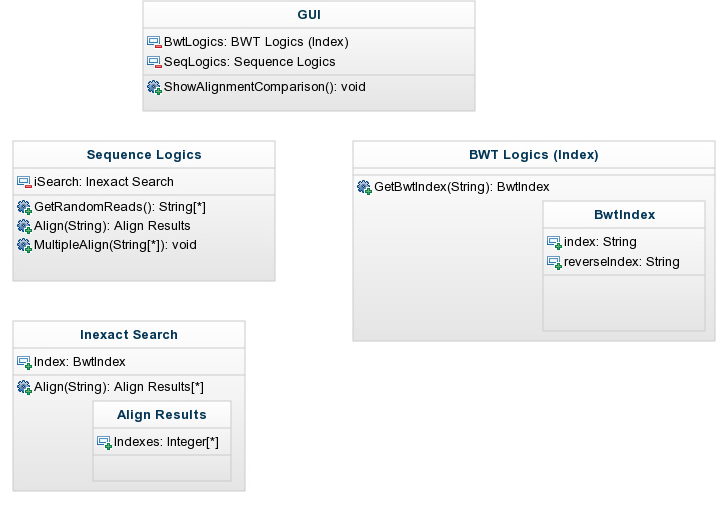 GUI
BwtLogics: BWT Logics (Index)
SeqLogics: Sequence Logics
ShowAlignmentComparison(): void
Sequence Logics
iSearch: Inexact Search
GetRandomReads(): String[*]
Align(String): Align Results
MultipleAlign(String[*]): void
BWT Logics (Index)
GetBwtIndex(String): BwtIndex
BwtIndex
index: String
reverseIndex: String
Inexact Search
Index: BwtIndex
Align(String): Align Results[*]
Align Results
Indexes: Integer[*]